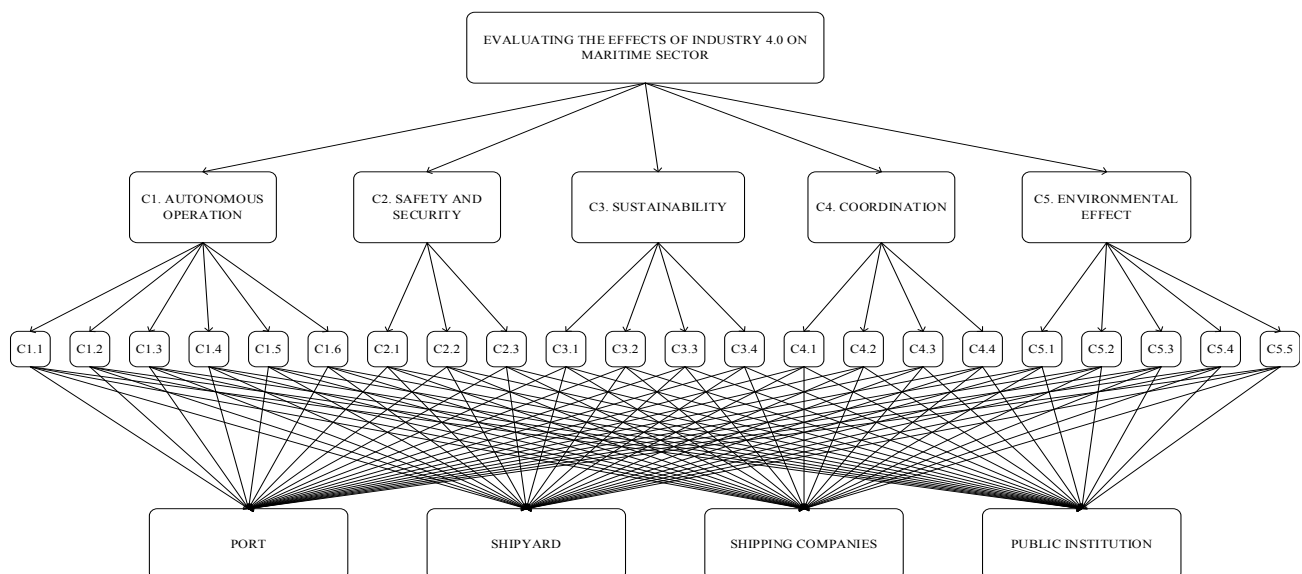 EVALUATING THE EFFECTS OF INDUSTRY 4.0 ON
MARITIME SECTOR
C1. AUTONOMOUS
OPERATION
C2. SAFETY AND
SECURITY
C3. SUSTAINABILITY
C4. COORDINATION
C5. ENVIRONMENTAL
EFFECT
C1.1
C1.2
C1.3
C1.4
C1.5
C1.6
C2.1
C2.2
C2.3
C3.1
C3.2
C3.3
C3.4
C4.1
C4.2
C4.3
C4.4
C5.1
C5.2
C5.3
C5.4
C5.5
PORT
SHIPYARD
SHIPPING COMPANIES
PUBLIC INSTITUTION